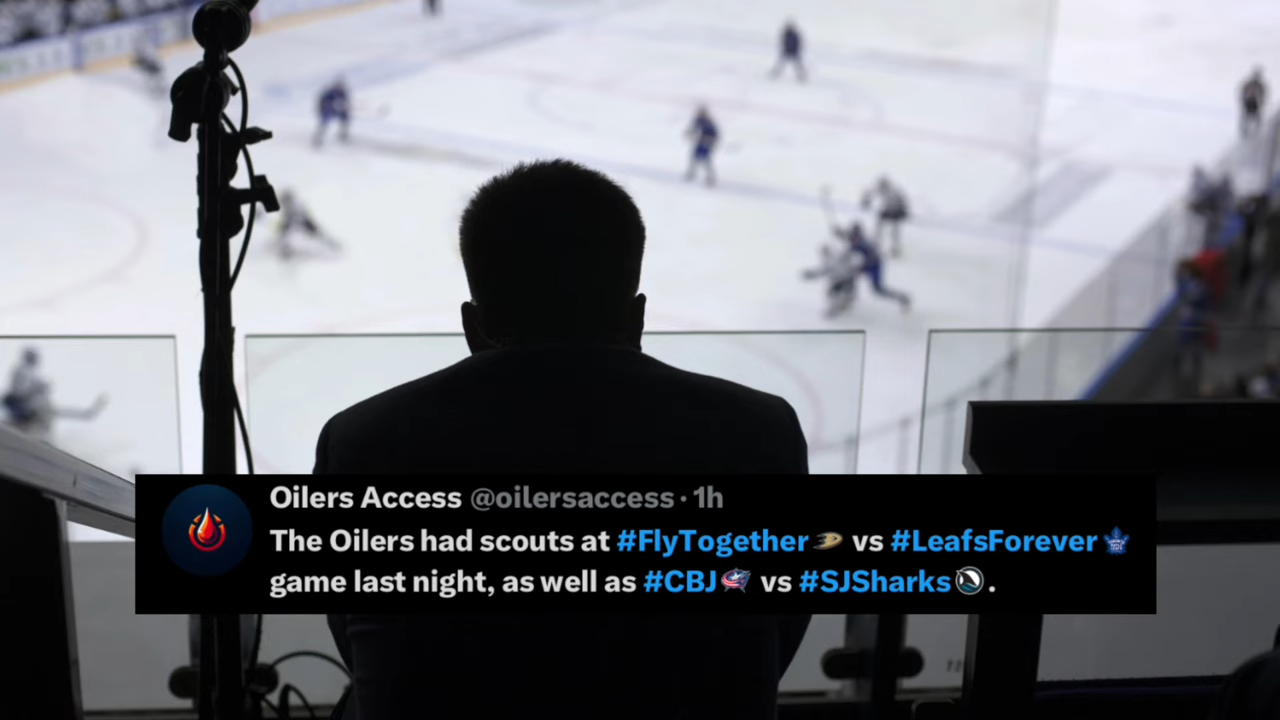 Oilers Access @oilersaccess · 1h
The Oilers had scouts at #FlyTogether vs #LeafsForever
game last night, as well as #CBJ vs #SJSharks.